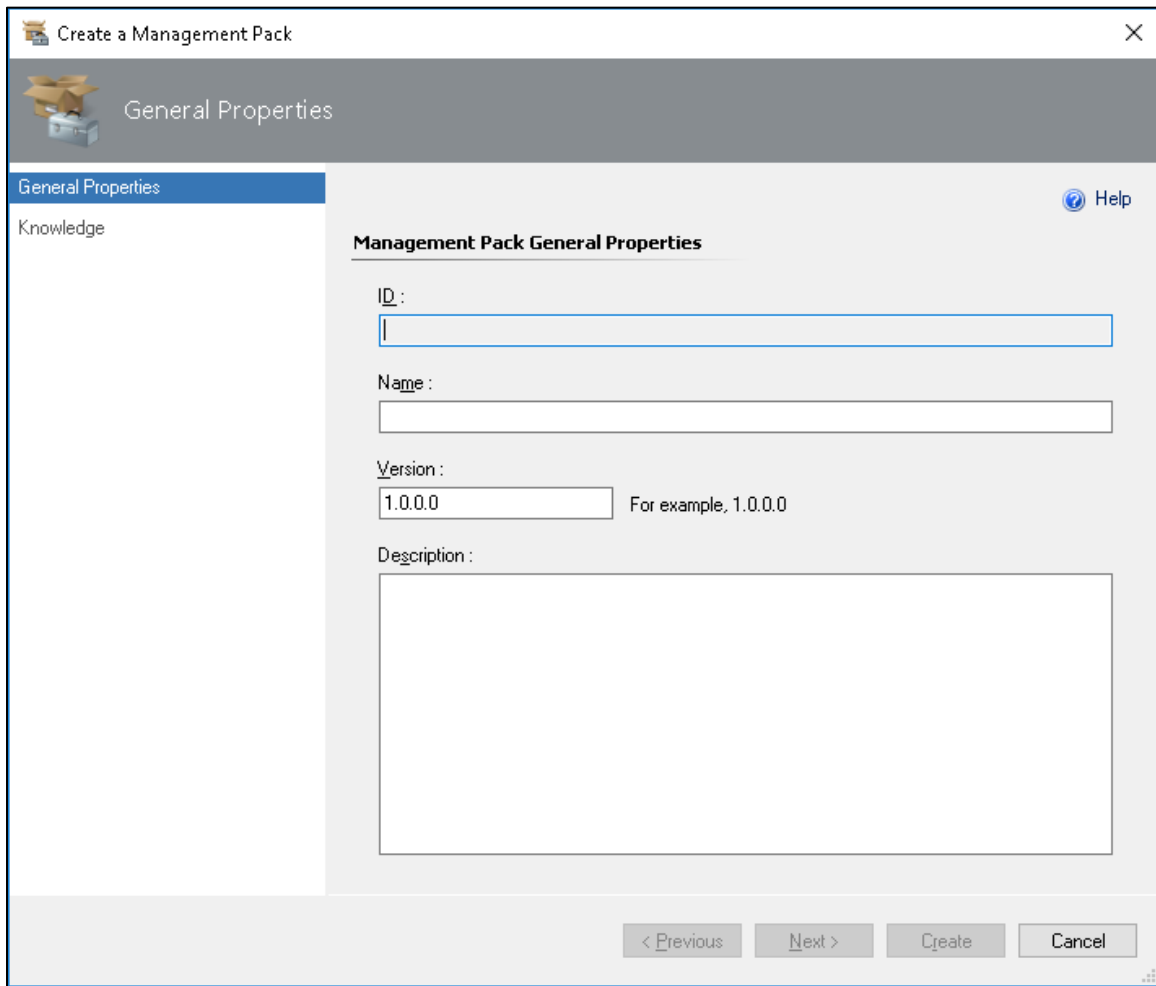 Create a Management Pack
General Properties
General Properties
Knowledge
Help
Management Pack General Properties
ID :
Name :
Version :
1.0.0.0
For example, 1.0.0.0
Description :
< Previous
Next >
Create
Cancel